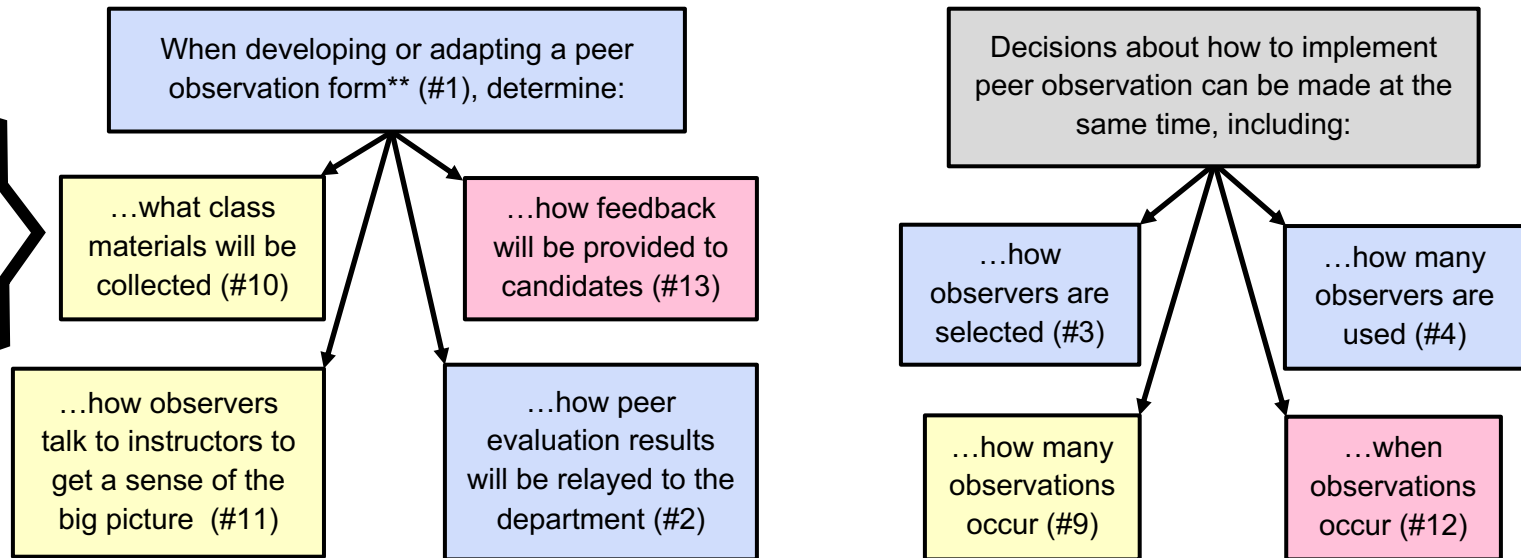 When developing or adapting a peer
observation form** (#1), determine:
…what class
materials will be
collected (#10)
…how feedback
will be provided to
candidates (#13)
…how observers
talk to instructors to
get a sense of the
big picture  (#11)
…how peer
evaluation results
will be relayed to the
department (#2)
Decisions about how to implement
peer observation can be made at the
same time, including:
…how
observers are
selected (#3)
…how many
observers are
used (#4)
…how many
observations
occur (#9)
…when
observations
occur (#12)